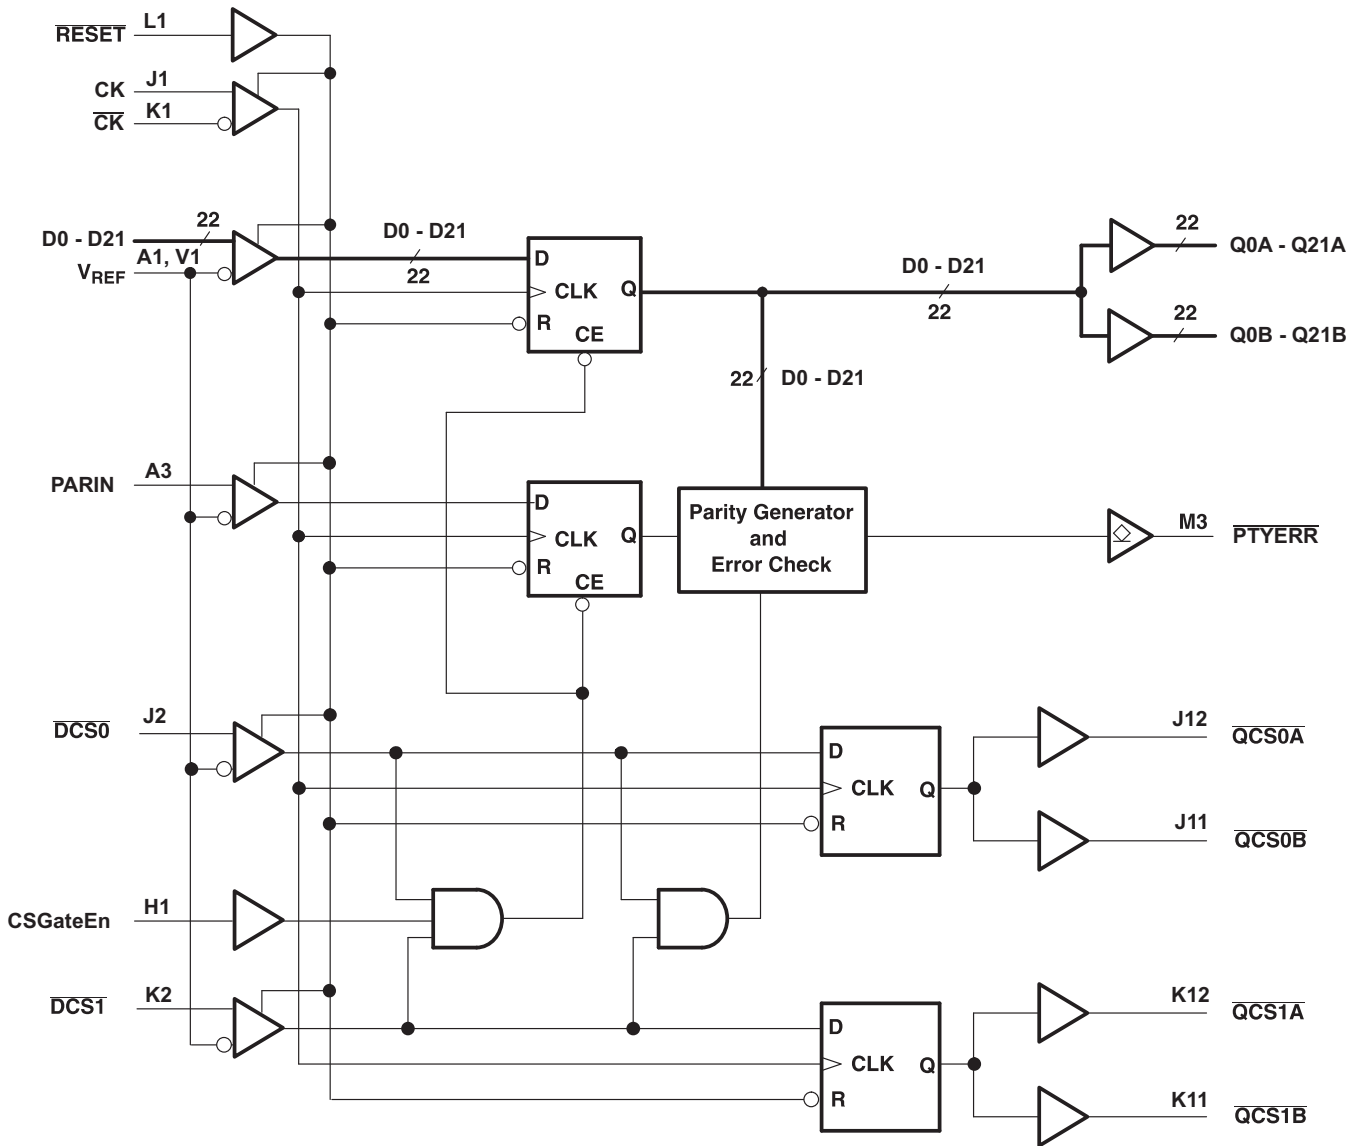 RESET L1
CK J1
CK K1
D0 - D21 22
VREF A1, V1
D0 - D21
22
D
CLK Q
R
CE
D0 - D21
22
22 Q0A - Q21A
22 Q0B - Q21B
22 D0 - D21
PARIN A3
D
CLK Q
R
CE
Parity Generator
and
Error Check
M3 PTYERR
DCS0 J2
D
CLK Q
R
J12 QCS0A
J11 QCS0B
CSGateEn H1
DCS1 K2
D
CLK Q
R
K12 QCS1A
K11 QCS1B